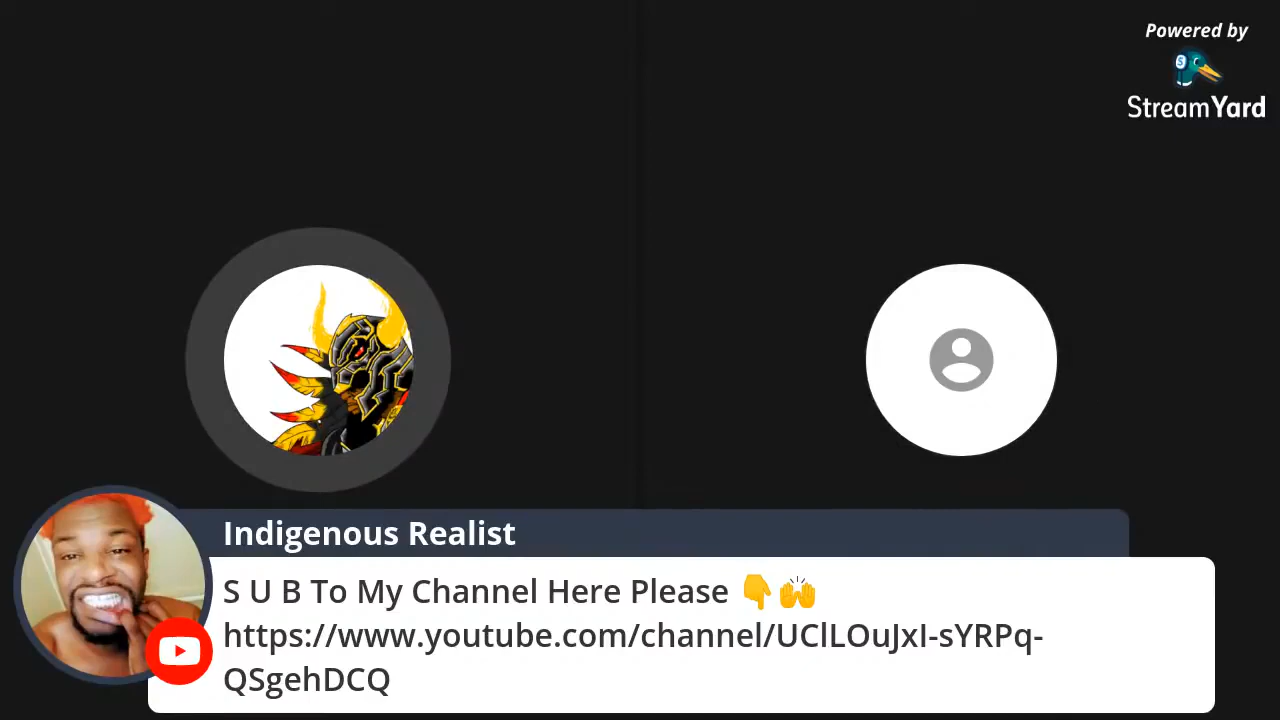 Powered by
StreamYard
Indigenous Realist
S U B To My Channel Here Please 👇🙌
https://www.youtube.com/channel/UClLOuJxI-sYRPq-
QSgehDCQ